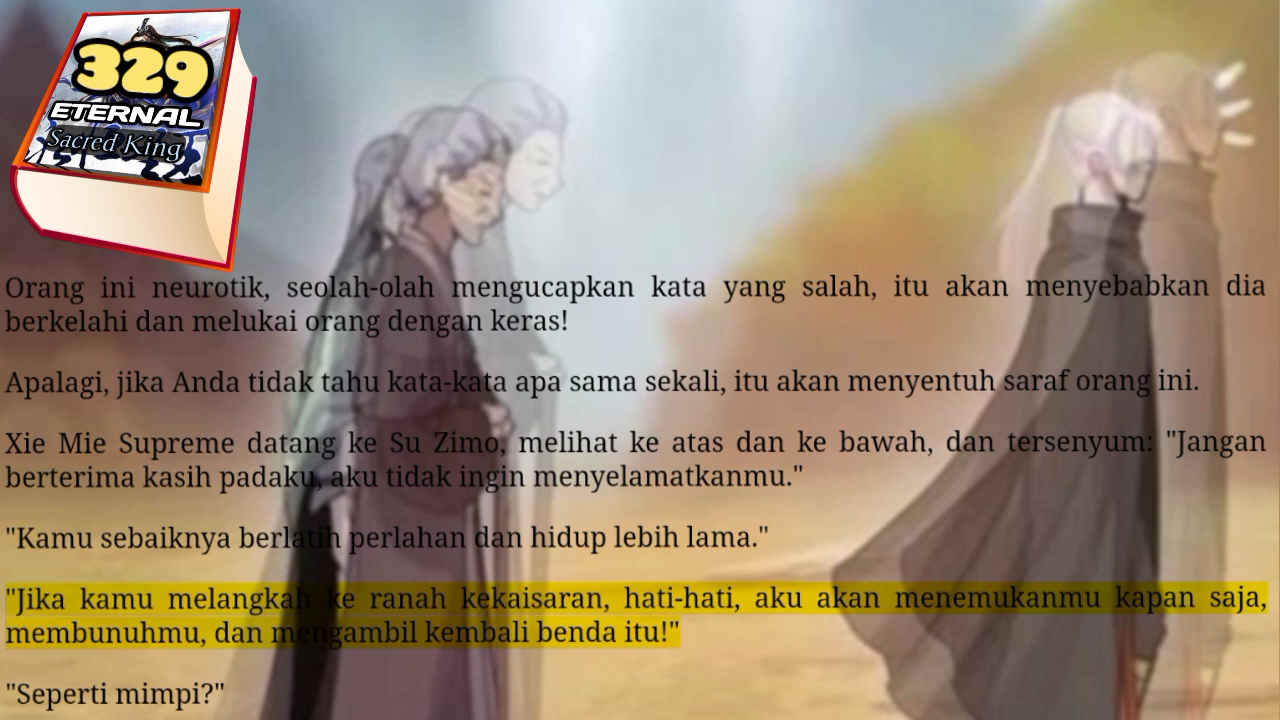 329
ETERNAL
Sacred King
Orang ini neurotik, seolah-olah mengucapkan kata yang salah, itu akan menyebabkan dia
berkelahi dan melukai orang dengan keras!
Apalagi, jika Anda tidak tahu kata-kata apa sama sekali, itu akan menyentuh saraf orang ini.
Xie Mie Supreme datang ke Su Zimo, melihat ke atas dan ke bawah, dan tersenyum: "Jangan
berterima kasih padaku, aku tidak ingin menyelamatkanmu."
"Kamu sebaiknya berlatih perlahan dan hidup lebih lama."
"Jika kamu melangkah ke ranah kekaisaran, hati-hati, aku akan menemukanmu kapan saja,
membunuhmu, dan mengambil kembali benda itu!"
"Seperti mimpi?"